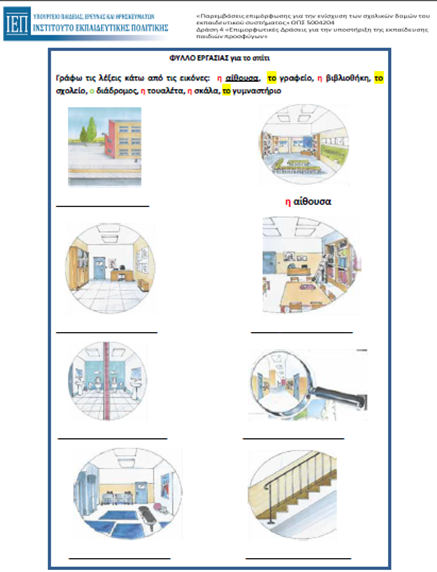 ΙΕΠ
ΥΠΟΥΡΓΕΙΟ ΠΑΙΔΕΙΑΣ, ΕΡΕΥΝΑΣ ΚΑΙ ΘΡΗΣΚΕΥΜΑΤΩΝ
ΙΝΣΤΙΤΟΥΤΟ ΕΚΠΑΙΔΕΥΤΙΚΗΣ ΠΟΛΙΤΙΚΗΣ
«Παρεμβάσεις επιμόρφωσης για την ενίσχυση των σχολικών δομών του
εκπαιδευτικού συστήματος» ΟΠΣ 5004204
Δράση 4 «Επιμορφωτικές Δράσεις για την υποστήριξη της εκπαίδευσης
παιδιών προσφύγων»
ΦΥΛΛΟ ΕΡΓΑΣΙΑΣ για το σπίτι
Γράφω τις λέξεις κάτω από τις εικόνες: η αίθουσα, το γραφείο, η βιβλιοθήκη, το
σχολείο, ο διάδρομος, η τουαλέτα, η σκάλα, το γυμναστήριο
η αίθουσα